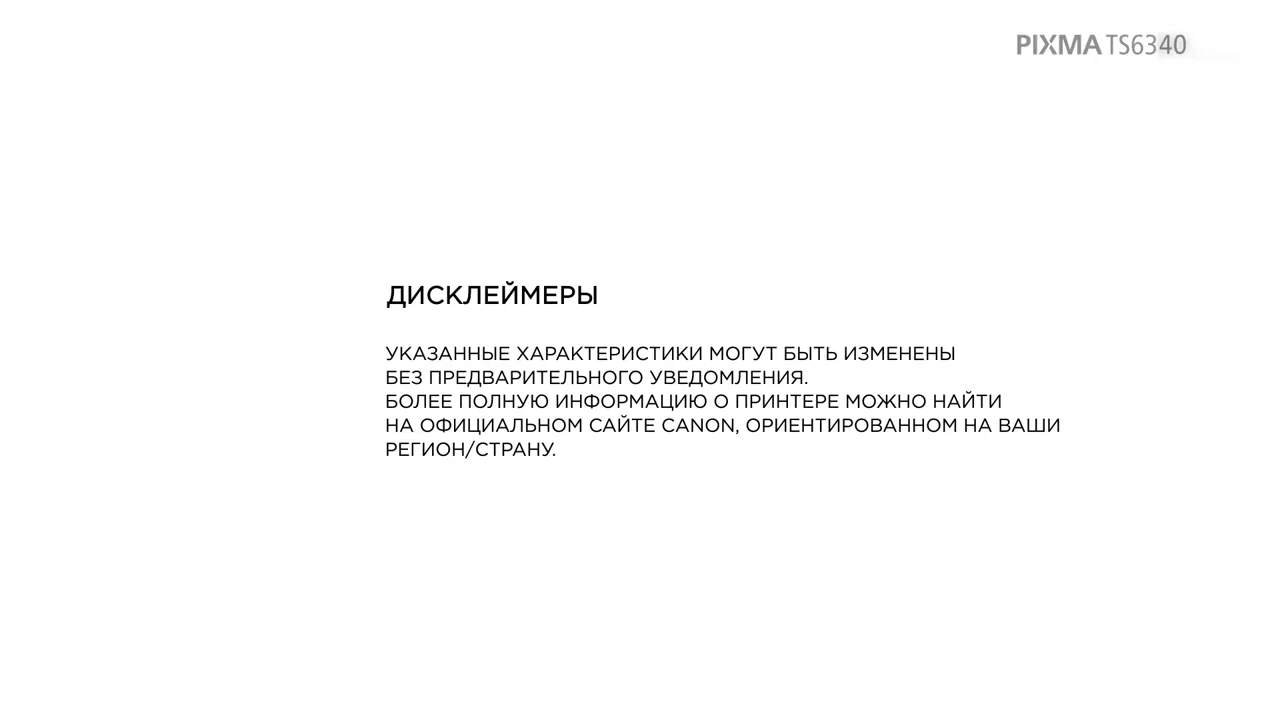 PIXMA TS6340
ДИСКЛЕЙМЕРЫ
УКАЗАННЫЕ ХАРАКТЕРИСТИКИ МОГУТ БЫТЬ ИЗМЕНЕНЫ
БЕЗ ПРЕДВАРИТЕЛЬНОГО УВЕДОМЛЕНИЯ.
БОЛЕЕ ПОЛНУЮ ИНФОРМАЦИЮ О ПРИНТЕРЕ МОЖНО НАЙТИ
НА ОФИЦИАЛЬНОМ САЙТЕ CANON, ОРИЕНТИРОВАННОМ НА ВАШИ
РЕГИОН/СТРАНУ.